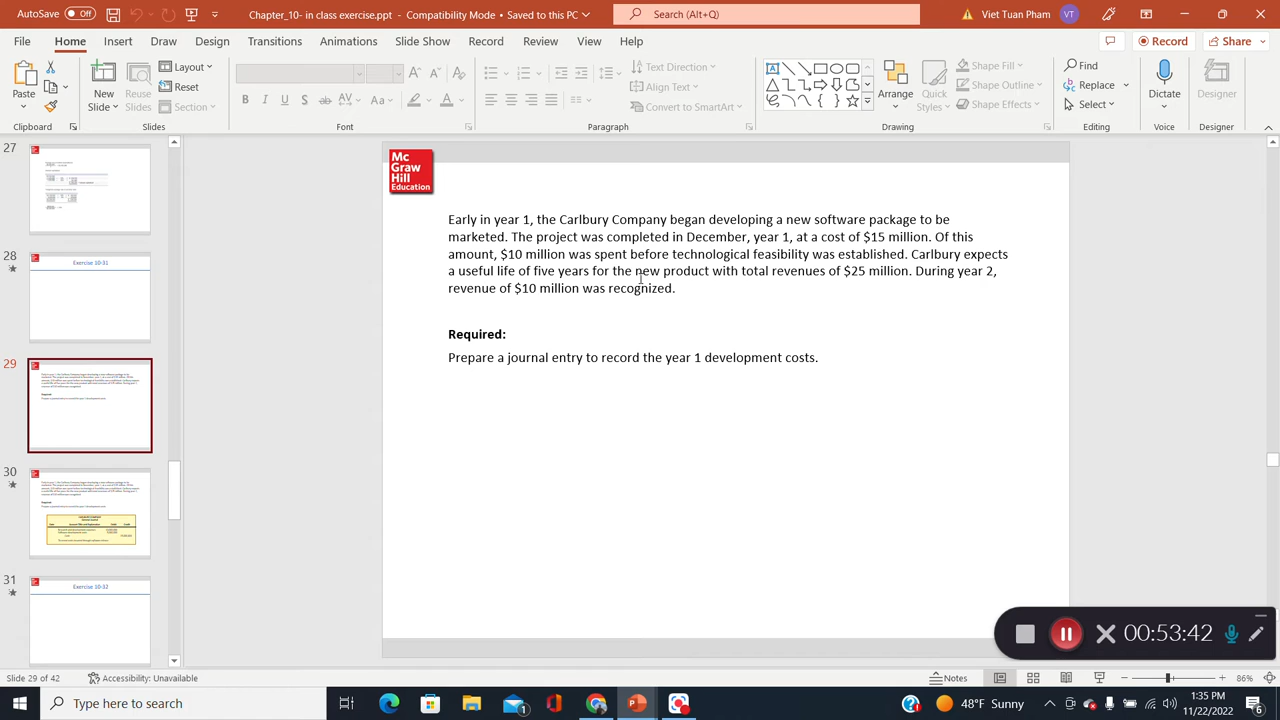 AutoSave Off Chapter_10- in class exercise.pp... Saved to this PC Search (Alt+Q) Viet Tuan Pham VT
File Home Insert Draw Design Transitions Animations Slide Show Record Review View Help Record Share
Paste New Slide Reuse Slides Layout Reset Section
B I U S ab AV Aa A
Text Direction Align Text Convert to SmartArt
Arrange Quick Styles Shape Fill Shape Outline Shape Effects
Find Replace Select Dictate Designer
Clipboard Slides Font Paragraph Drawing Editing Voice Designer
27
28
Exercise 10-31
29
30
31
Exercise 10-32
Mc
Graw
Hill
Education
Early in year 1, the Carlbury Company began developing a new software package to be
marketed. The project was completed in December, year 1, at a cost of $15 million. Of this
amount, $10 million was spent before technological feasibility was established. Carlbury expects
a useful life of five years for the new product with total revenues of $25 million. During year 2,
revenue of $10 million was recognized.
Required:
Prepare a journal entry to record the year 1 development costs.
00:53:42
Slide 29 of 42 Accessibility: Unavailable Notes 86%
Type here to search 1 48°F Sunny 1:35 PM
11/22/2022 6